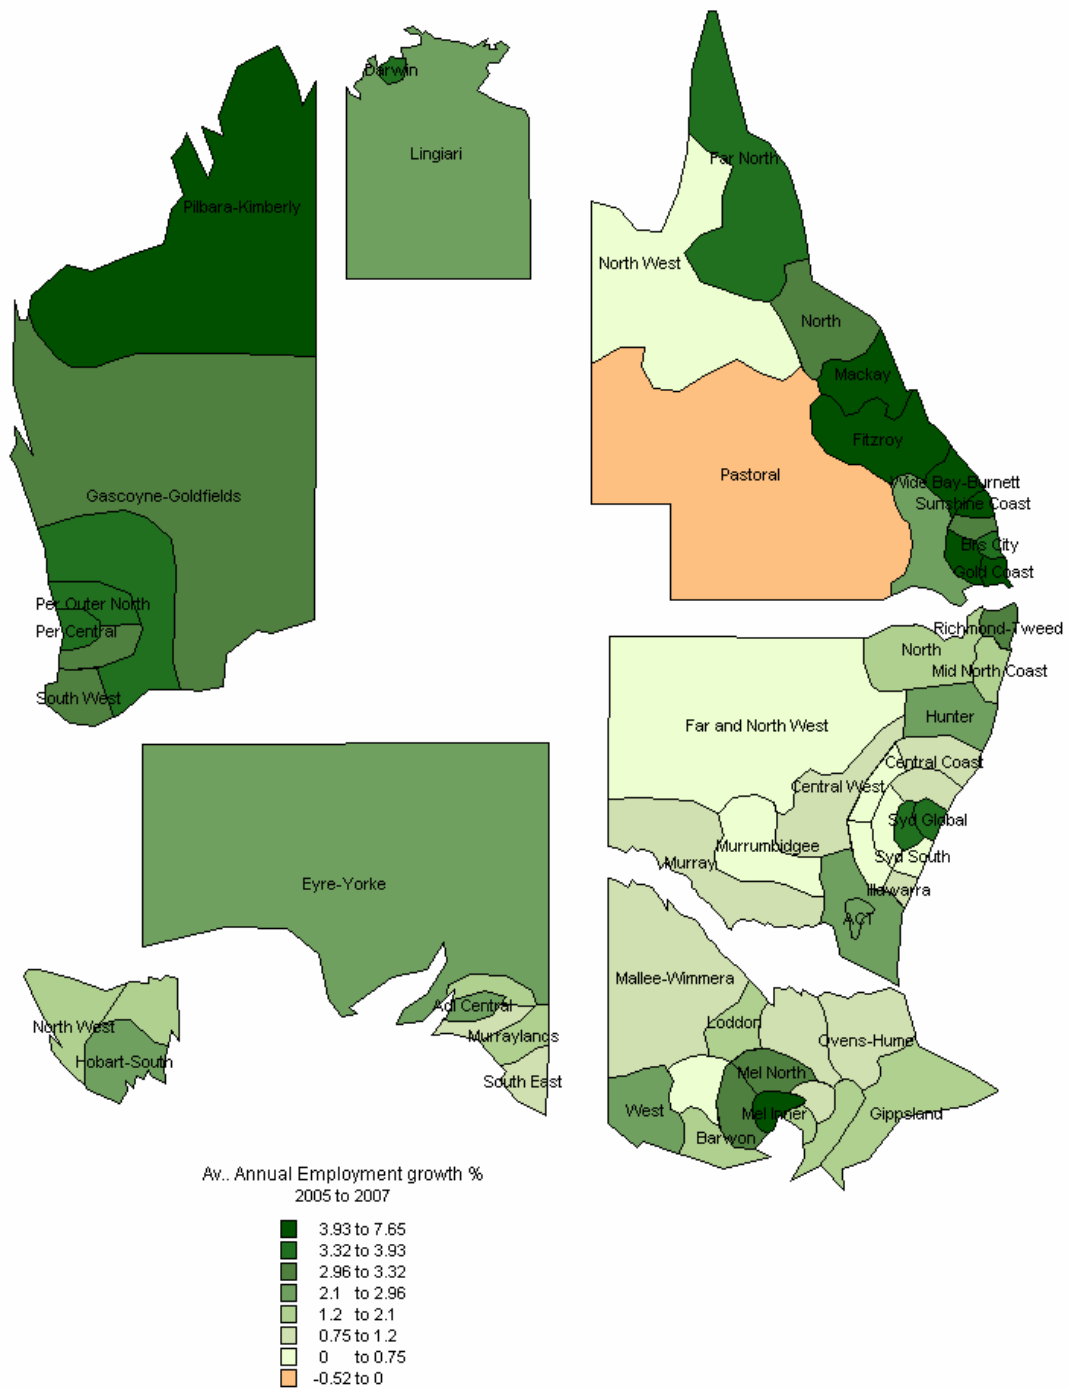 Darwin
Lingiari
Far North
Pilbara-Kimberly
North West
North
Mackay
Fitzroy
Pastoral
Wide Bay-Burnett
Gascoyne-Goldfields
Sunshine Coast
Brs City
Gold Coast
Per Outer North
Per Central
Richmond-Tweed
North
Mid North Coast
South West
Hunter
Far and North West
Central Coast
Central West
Syd Global
Murrumbidgee
Syd South
Murray
Eyre-Yorke
Illawarra
ACT
Mallee-Wimmera
Adl Central
Loddon
North West
Murraylands
Ovens-Hume
Hobart-South
Mel North
South East
West
Mel Inner
Gippsland
Barwon
Av.. Annual Employment growth %
2005 to 2007
3.93 to 7.65
3.32 to 3.93
2.96 to 3.32
2.1 to 2.96
1.2 to 2.1
0.75 to 1.2
0 to 0.75
-0.52 to 0